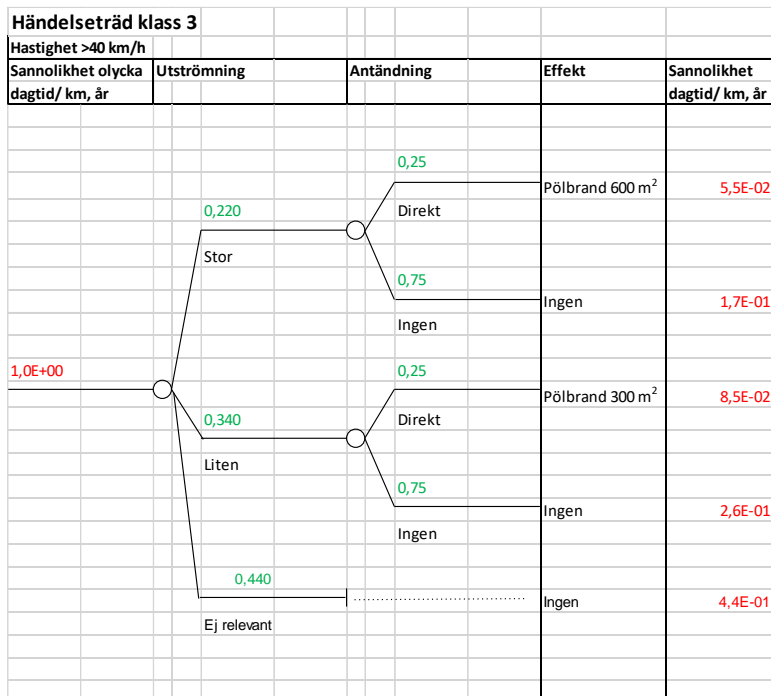 Händelseträd klass 3
Hastighet >40 km/h
Sannolikhet olycka Utströmning Antändning Effekt Sannolikhet
dagtid/ km, år dagtid/ km, år
0,25
Pölbrand 600 m² 5,5E-02
0,220 Direkt
Stor
0,75
Ingen 1,7E-01
Ingen
1,0E+00 0,25
Pölbrand 300 m² 8,5E-02
0,340 Direkt
Liten
0,75
Ingen 2,6E-01
Ingen
0,440
Ingen 4,4E-01
Ej relevant